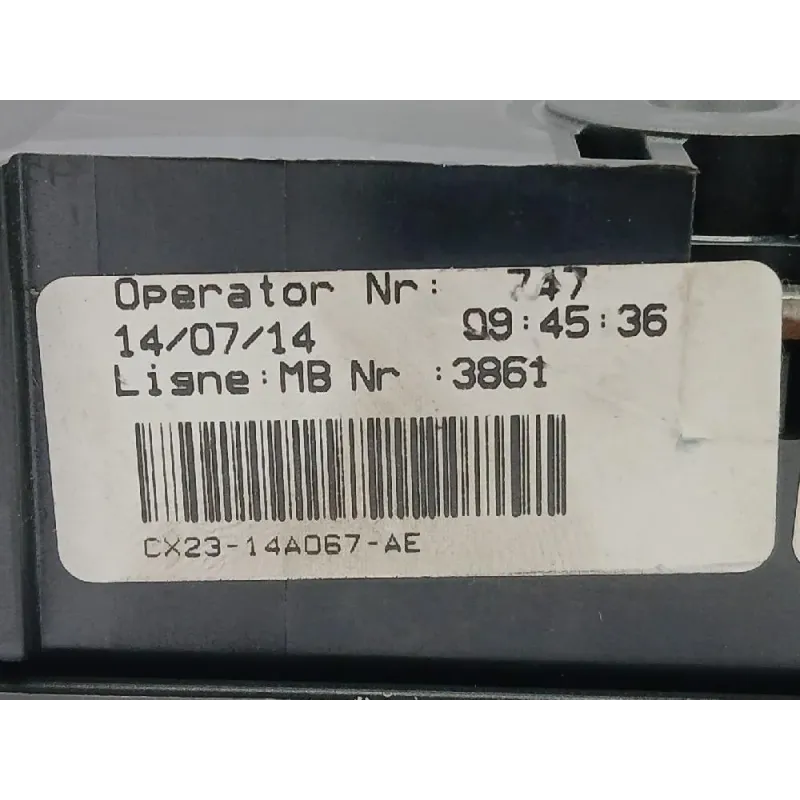 Operator Nr: 747
14/07/14 09:45:36
Ligne:MB Nr :3861
CX23-14A067-AE